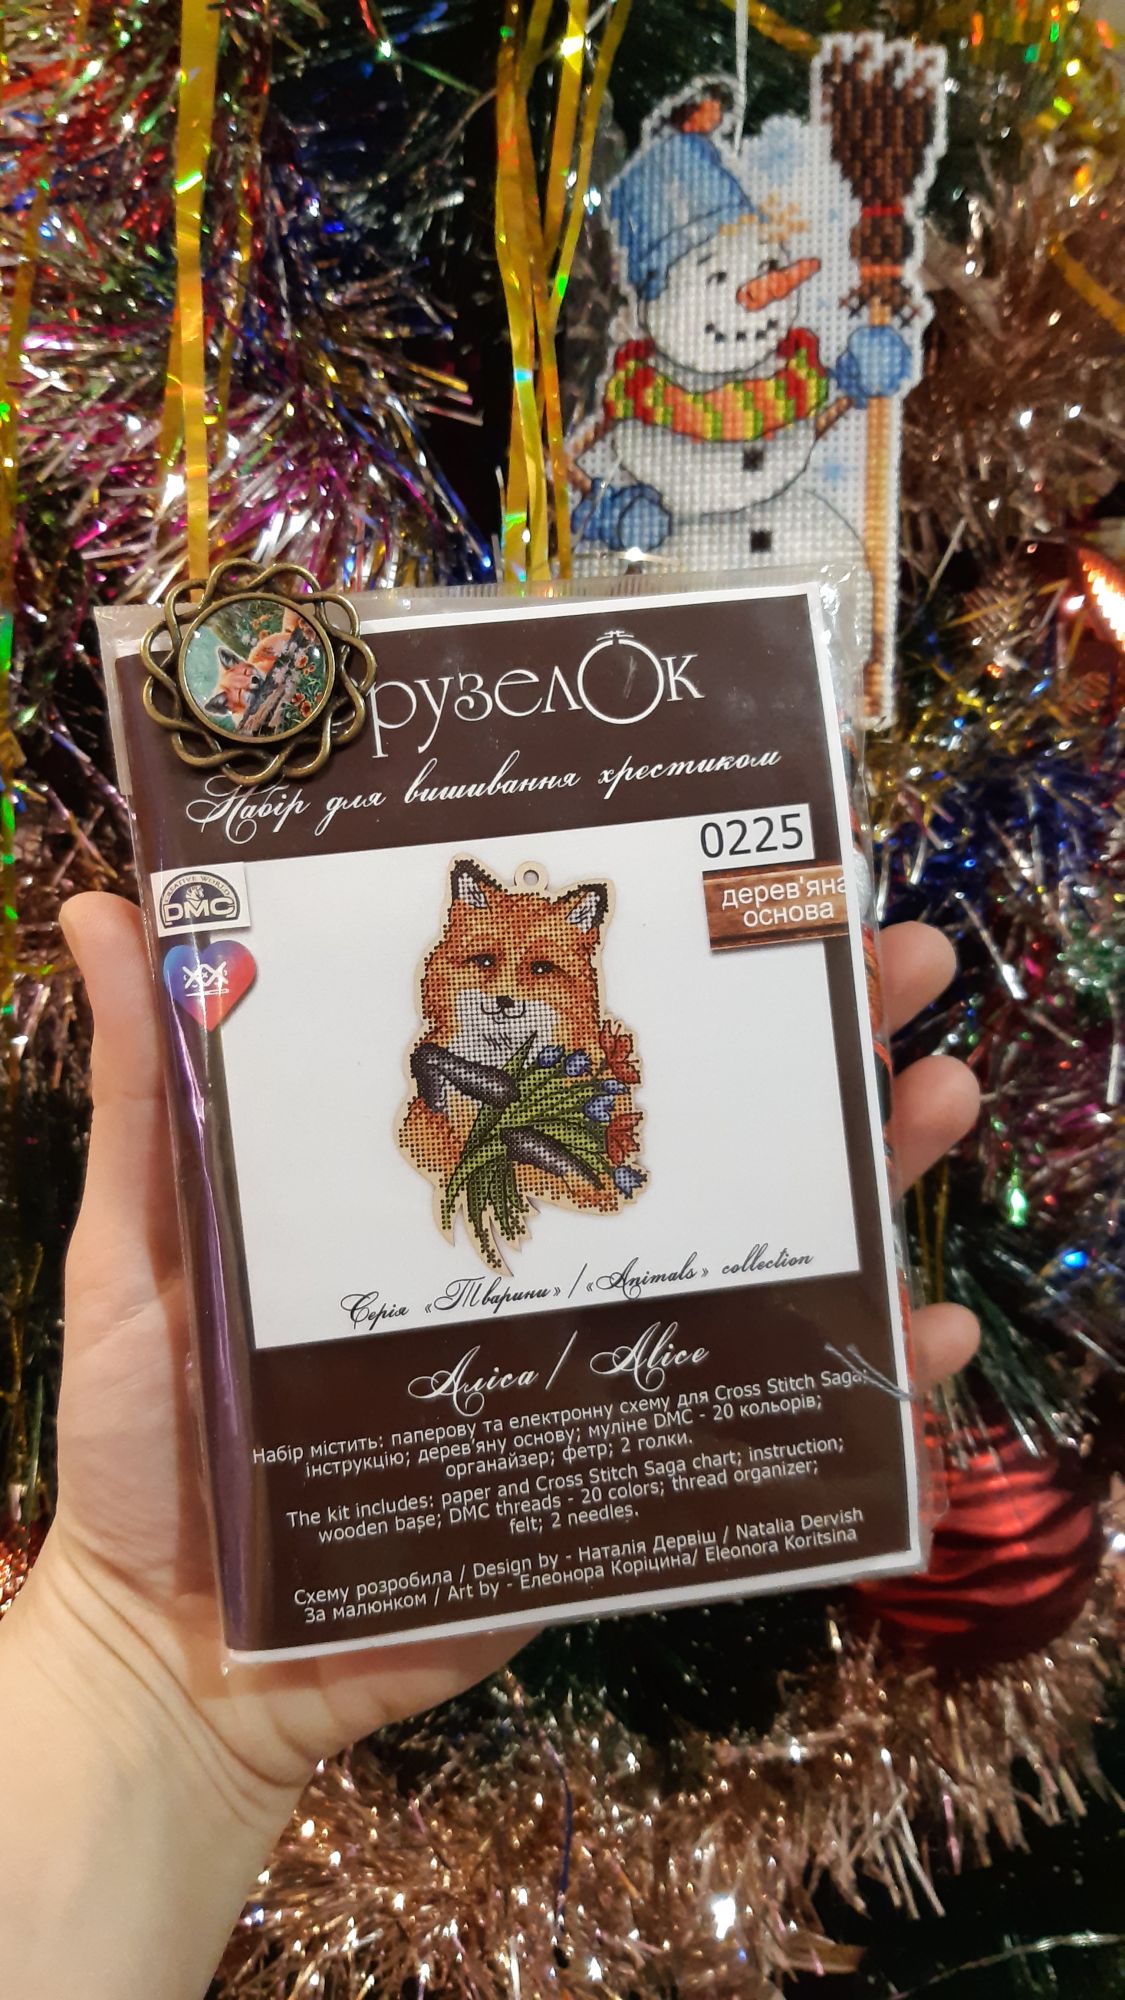 рузелОк
Набір для вишивання хрестиком
0225
дерев'яна
основа
CREATIVE WORLD
DMC
Серія «Тварини» / «Animals» collection
Аліса / Alice
Набір містить: паперову та електронну схему для Cross Stitch Saga;
інструкцію; дерев'яну основу; муліне DMC - 20 кольорів;
органайзер; фетр; 2 голки.
The kit includes: paper and Cross Stitch Saga chart; instruction;
wooden base; DMC threads - 20 colors; thread organizer;
felt; 2 needles.
Схему розробила / Design by - Наталія Дервіш / Natalia Dervish
За малюнком / Art by - Елеонора Коріцина/ Eleonora Koritsina